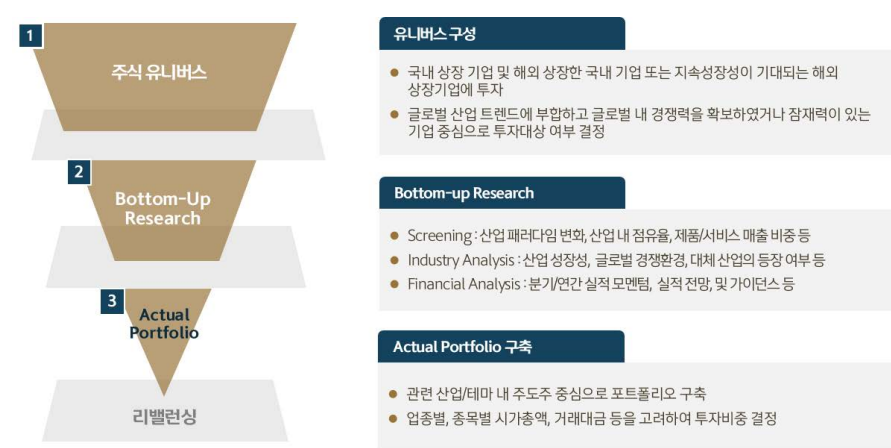 1
주식 유니버스
2
Bottom-Up
Research
3
Actual
Portfolio
리밸런싱
유니버스 구성
● 국내 상장 기업 및 해외 상장한 국내 기업 또는 지속성장성이 기대되는 해외
상장기업에 투자
● 글로벌 산업 트렌드에 부합하고 글로벌 내 경쟁력을 확보하였거나 잠재력이 있는
기업 중심으로 투자대상 여부 결정
Bottom-up Research
● Screening : 산업 패러다임 변화, 산업 내 점유율, 제품/서비스 매출 비중 등
● Industry Analysis : 산업 성장성, 글로벌 경쟁환경, 대체 산업의 등장 여부 등
● Financial Analysis : 분기/연간 실적 모멘텀, 실적 전망, 및 가이던스 등
Actual Portfolio 구축
● 관련 산업/테마 내 주도주 중심으로 포트폴리오 구축
● 업종별, 종목별 시가총액, 거래대금 등을 고려하여 투자비중 결정